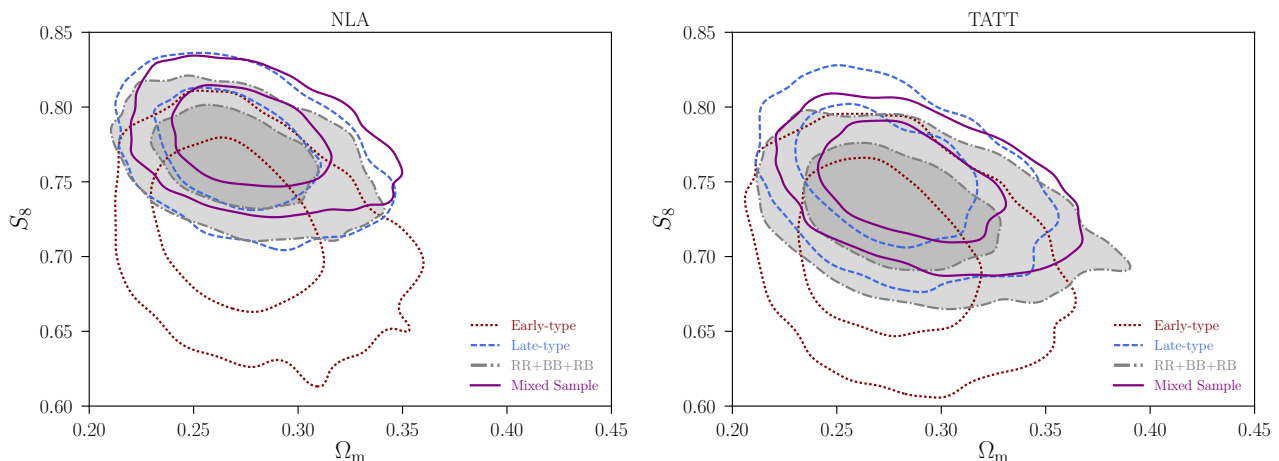 NLA
0.85
0.80
0.75
0.70
0.65
0.60
S8
0.20 0.25 0.30 0.35 0.40 0.45
Ωm
Early-type
Late-type
RR+BB+RB
Mixed Sample
TATT
0.85
0.80
0.75
0.70
0.65
0.60
S8
0.20 0.25 0.30 0.35 0.40 0.45
Ωm
Early-type
Late-type
RR+BB+RB
Mixed Sample